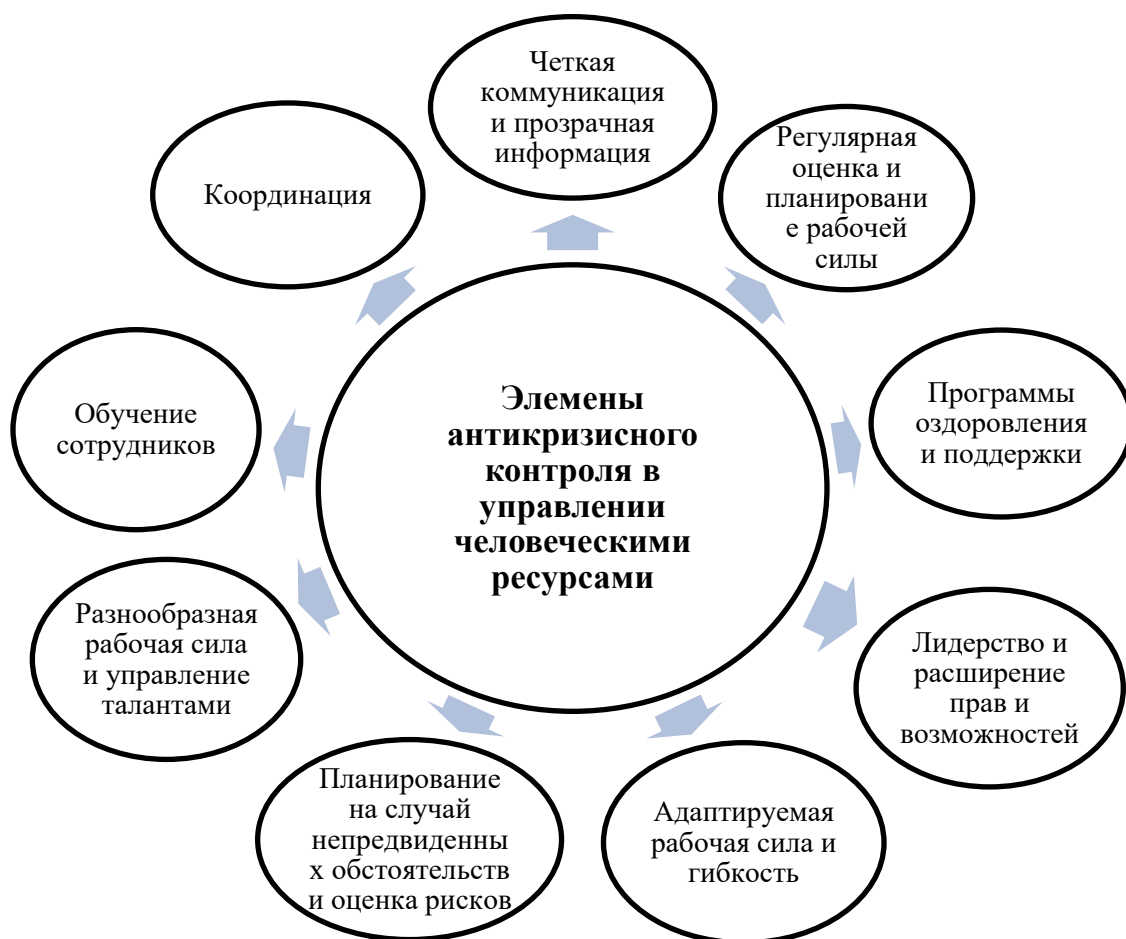 Четкая
коммуникация
и прозрачная
информация
Регулярная
оценка и
планировани
е рабочей
силы
Программы
оздоровления
и поддержки
Лидерство и
расширение
прав и
возможностей
Адаптируемая
рабочая сила и
гибкость
Планирование
на случай
непредвиденны
х обстоятельств
и оценка рисков
Разнообразная
рабочая сила
и управление
талантами
Обучение
сотрудников
Координация
Элемены
антикризисного
контроля в
управлении
человеческими
ресурсами